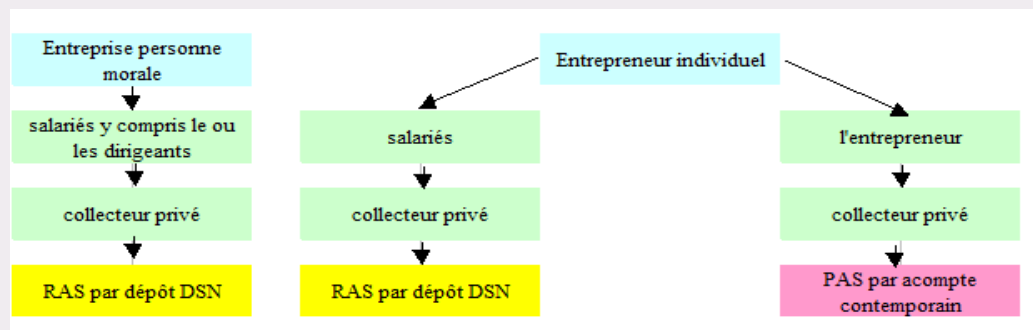 Entreprise personne
morale
salariés y compris le ou
les dirigeants
collecteur privé
RAS par dépôt DSN
Entrepreneur individuel
salariés
collecteur privé
RAS par dépôt DSN
l'entrepreneur
collecteur privé
PAS par acompte
contemporain